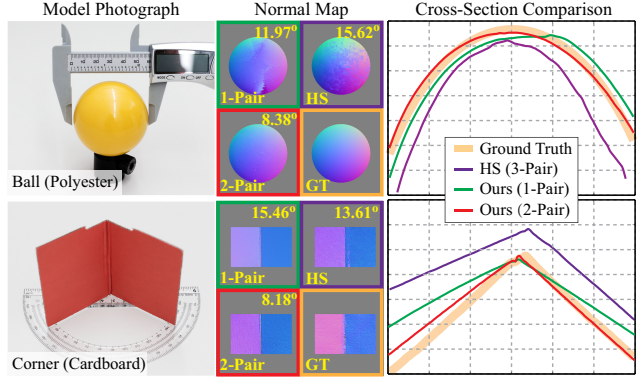 Model Photograph
Normal Map
Cross-Section Comparison
11.97°
15.62°
1-Pair
HS
8.38°
2-Pair
GT
Ball (Polyester)
Ground Truth
HS (3-Pair)
Ours (1-Pair)
Ours (2-Pair)
15.46°
13.61°
1-Pair
HS
8.18°
2-Pair
GT
Corner (Cardboard)